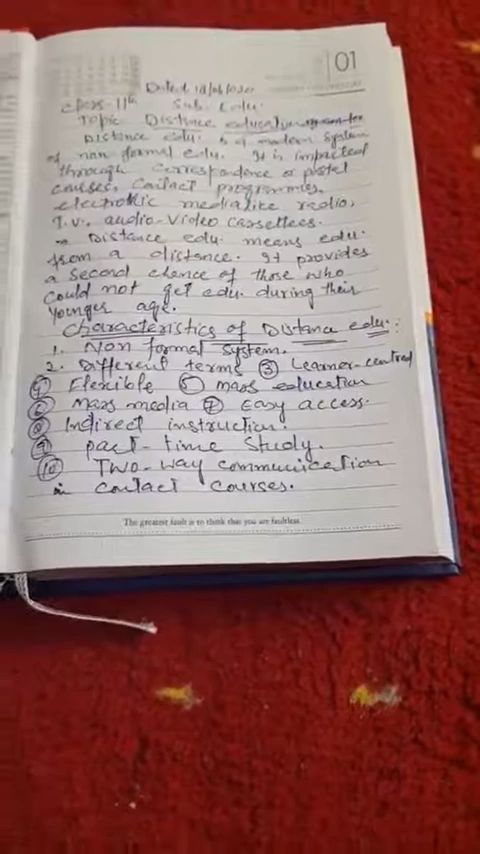 01
Class-11th Sub. Edu.
Topic Distance education
Distance edu. is a modern system
of non formal edu. It is imparted
through correspondence or postal
courses, contact programmes,
electronic media like radio,
T.V., audio-video cassettees.
→ Distance edu. means edu.
from a distance. It provides
a second chance of those who
could not get edu. during their
younger age.
Characteristics of Distance edu.:
1. Non formal system.
2. Different terms ③ Learner-centred
④ Flexible ⑤ mass education
⑥ Mass media ⑦ Easy access.
⑧ Indirect instruction.
⑨ part-time study.
⑩ Two-way communication
in contact courses.
The greatest fault is to think that you are faultless.